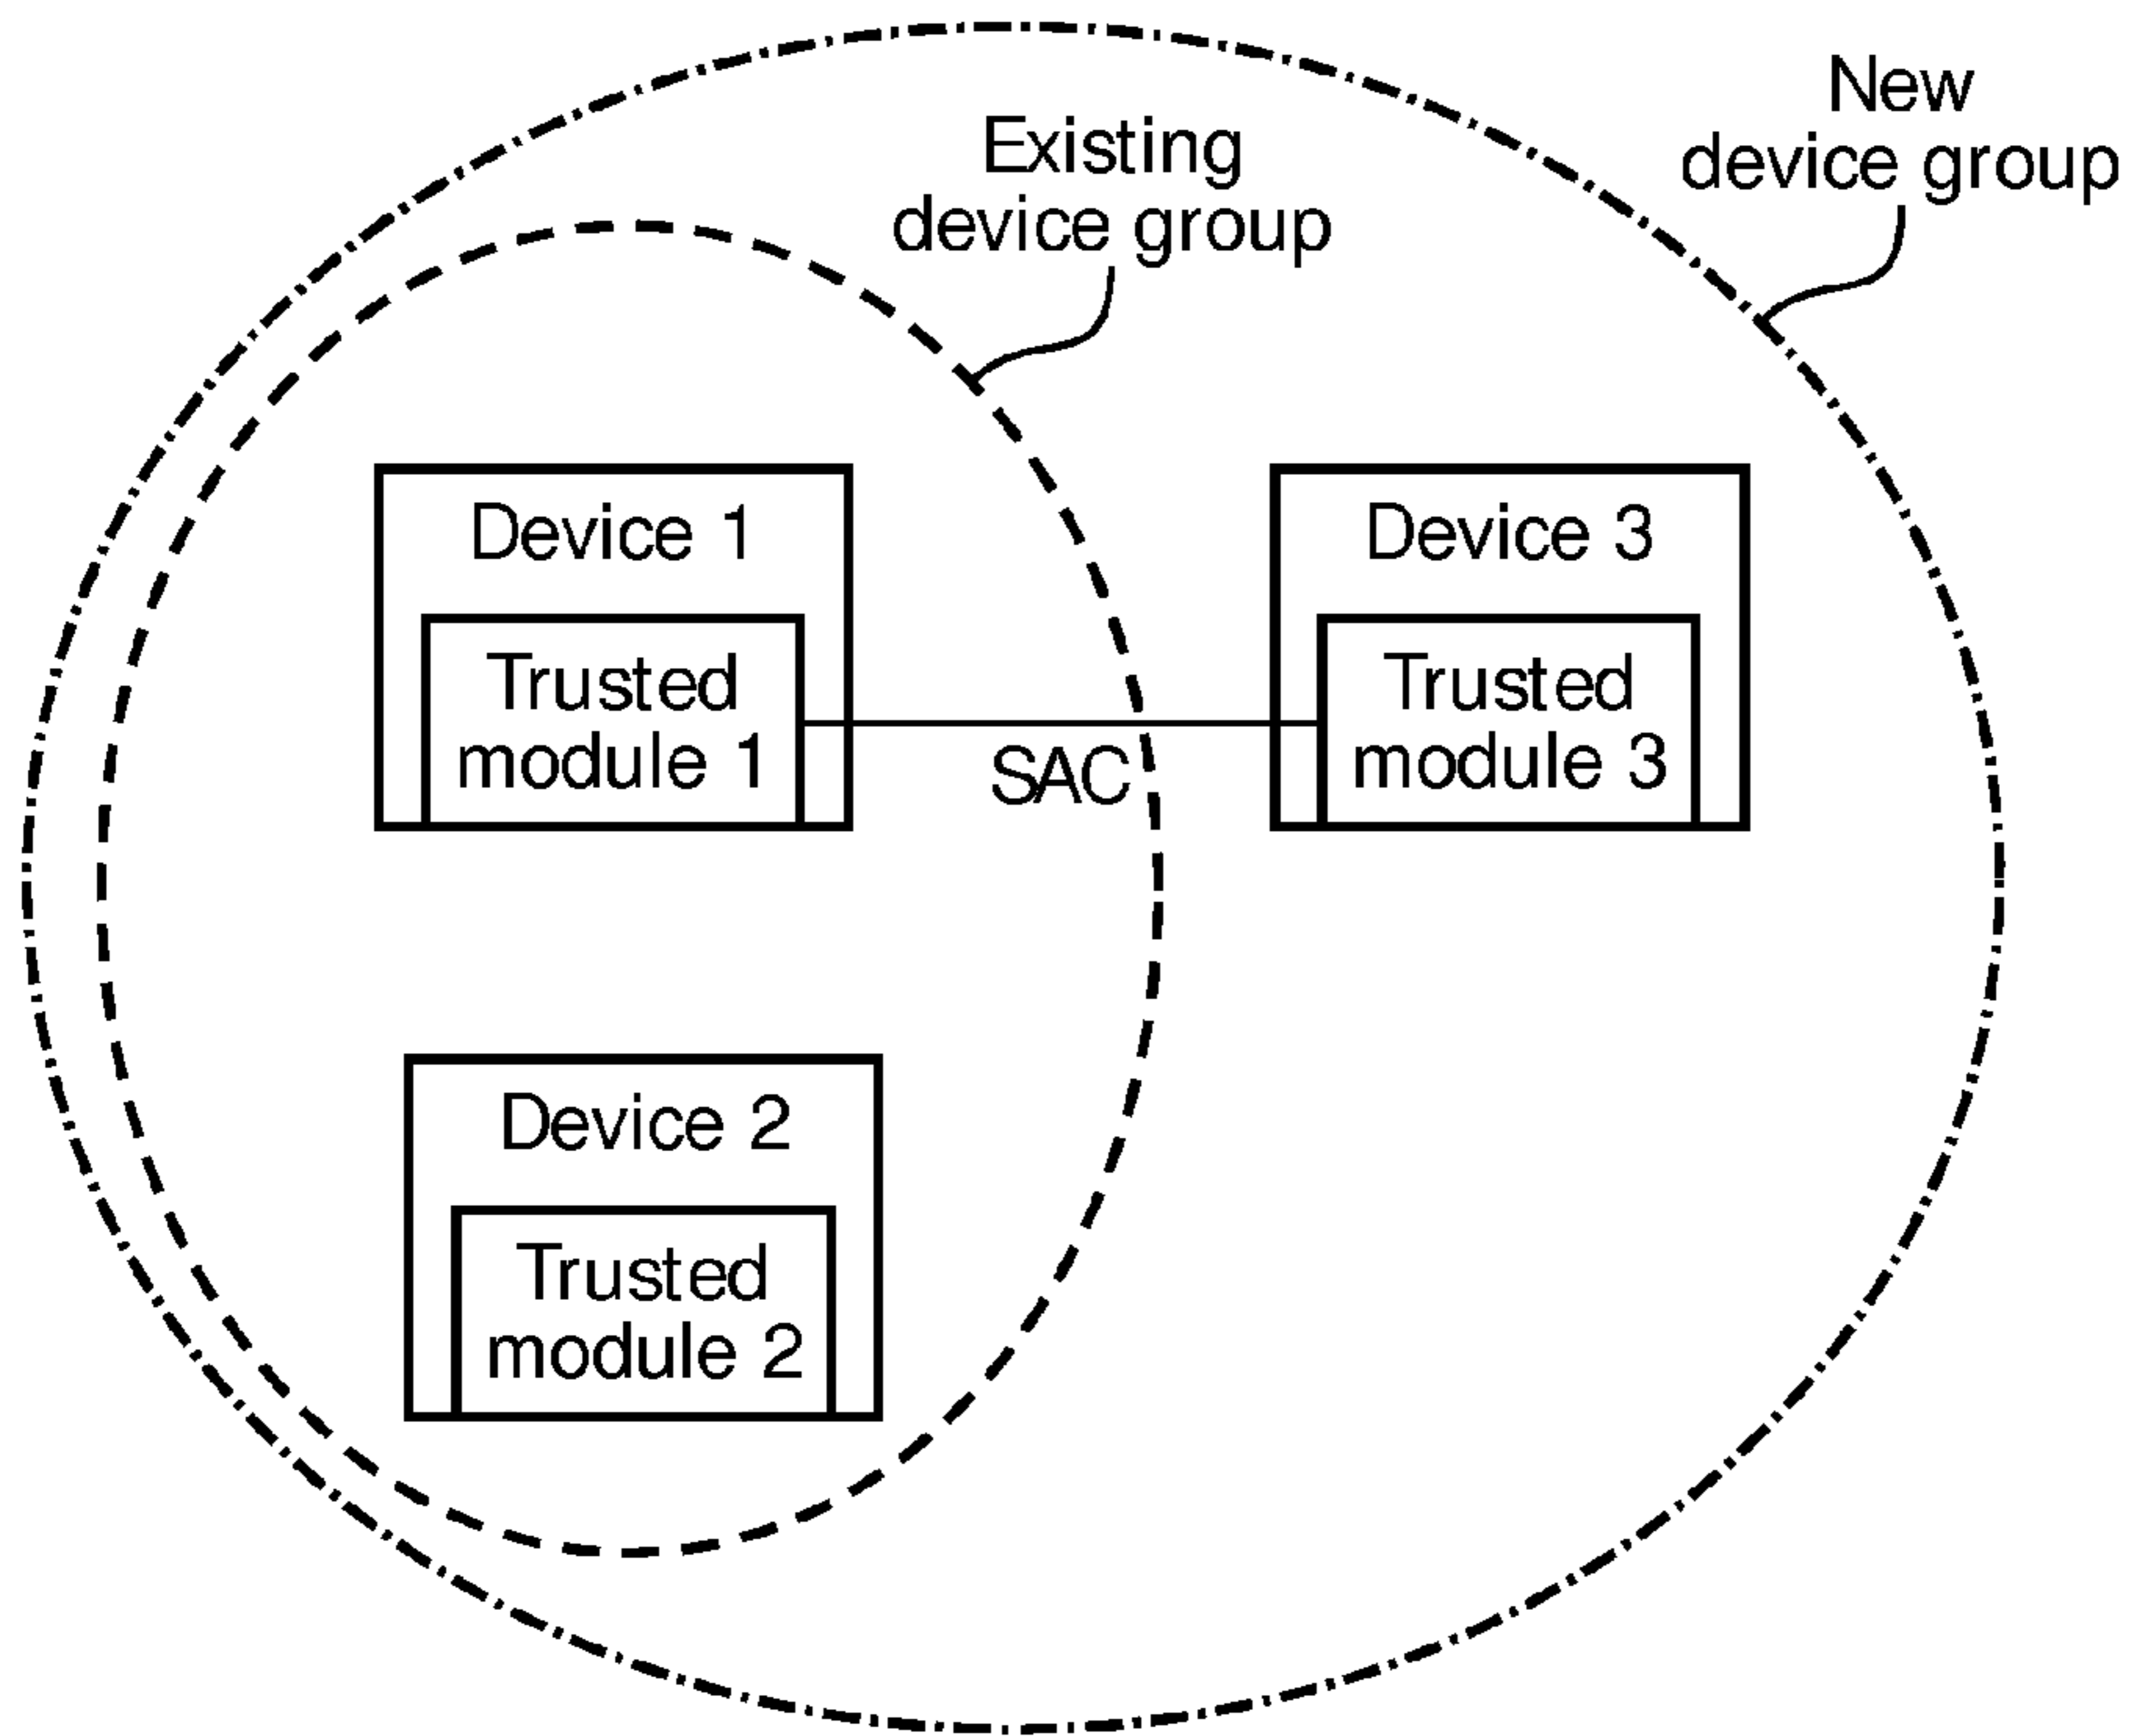 New
device group
Existing
device group
Device 1
Trusted
module 1
SAC
Device 3
Trusted
module 3
Device 2
Trusted
module 2